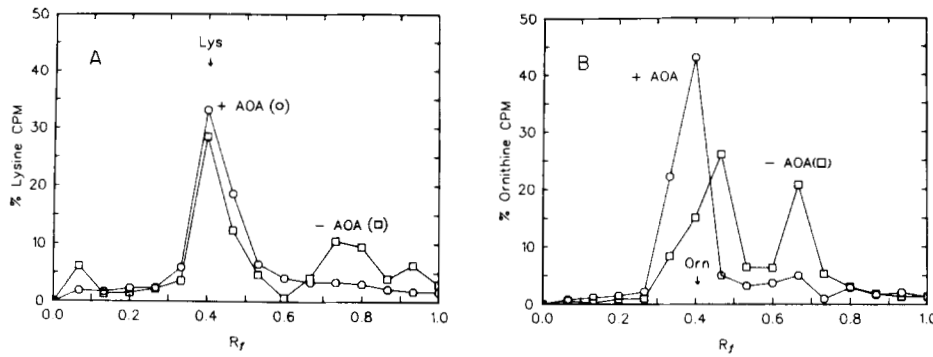 50
40
30
20
10
0
% Lysine CPM
A
Lys
+ AOA (○)
– AOA (□)
0.0 0.2 0.4 0.6 0.8 1.0
Rf
50
40
30
20
10
0
% Ornithine CPM
B
+ AOA
– AOA(□)
Orn
0.0 0.2 0.4 0.6 0.8 1.0
Rf